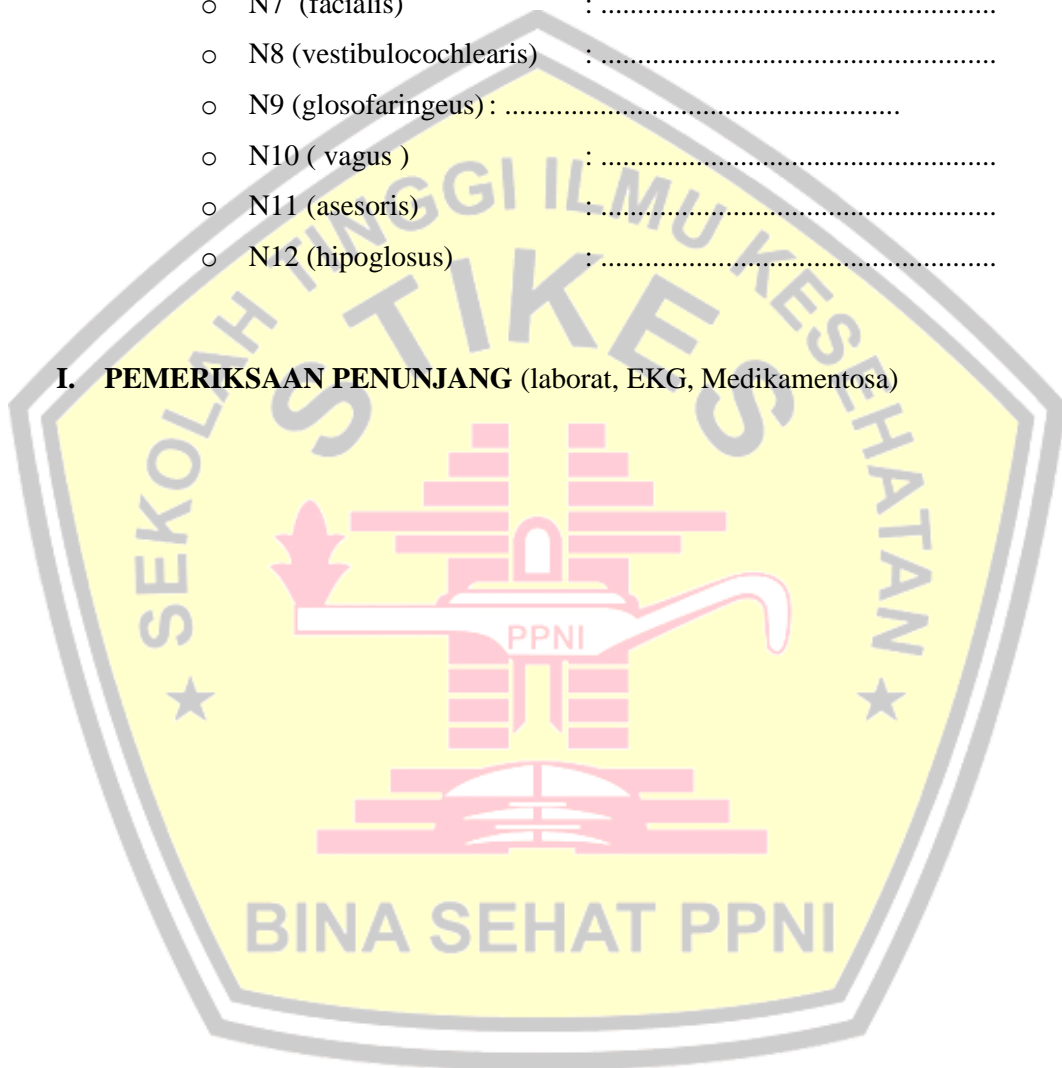 o N7 (facialis) : ......................................................
o N8 (vestibulocochlearis) : ......................................................
o N9 (glosofaringeus) : ......................................................
o N10 ( vagus ) : ......................................................
o N11 (asesoris) : ......................................................
o N12 (hipoglosus) : ......................................................
I. PEMERIKSAAN PENUNJANG (laborat, EKG, Medikamentosa)
SEKOLAH TINGGI ILMU KESEHATAN
STIKES
PPNI
BINA SEHAT PPNI